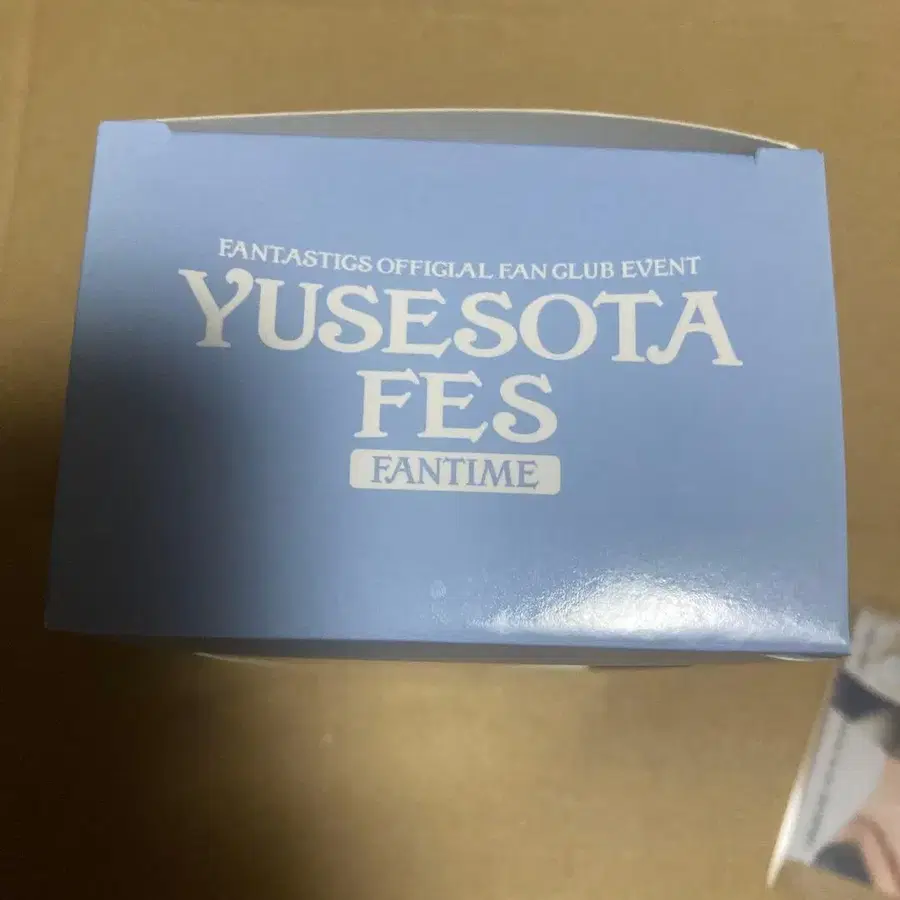 FANTASTICS OFFICIAL FAN CLUB EVENT
YUSESOTA
FES
FANTIME